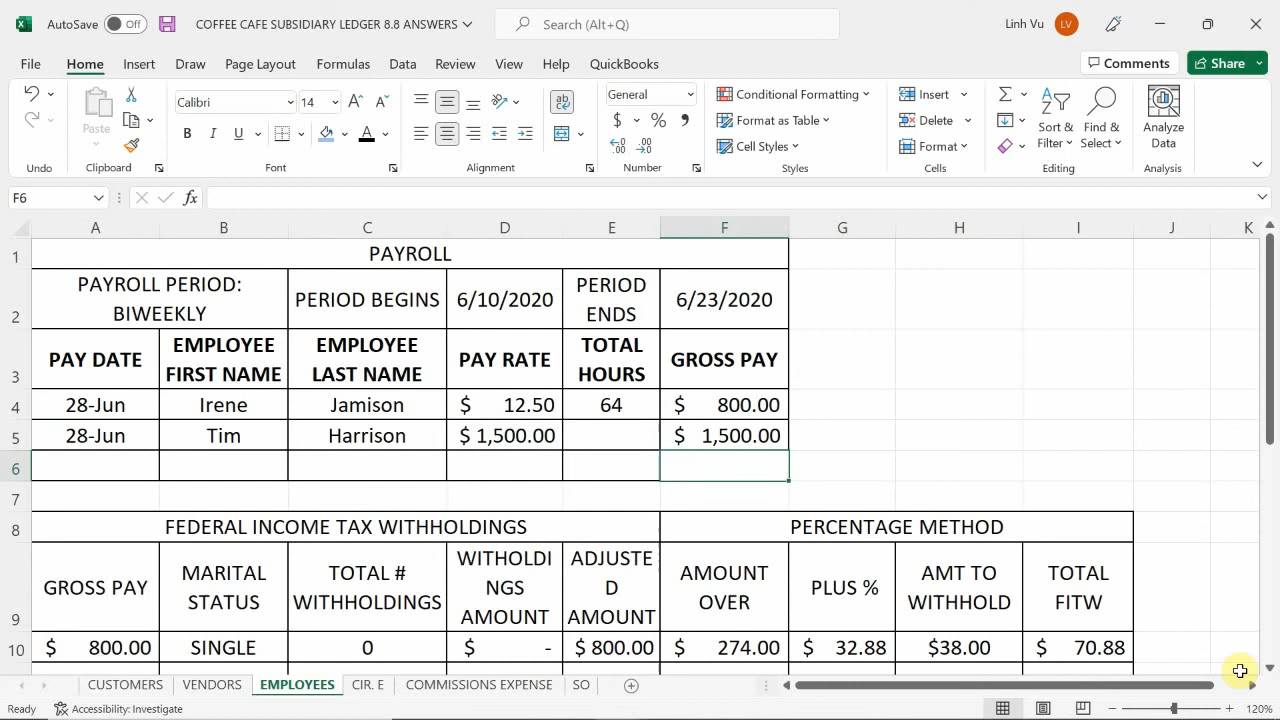 AutoSave Off COFFEE CAFE SUBSIDIARY LEDGER 8.8 ANSWERS Search (Alt+Q) Linh Vu LV
File Home Insert Draw Page Layout Formulas Data Review View Help QuickBooks Comments Share
Paste Calibri 14 General Conditional Formatting Insert Sort & Filter Find & Select Analyze Data
Format as Table Delete
Cell Styles Format
Undo Clipboard Font Alignment Number Styles Cells Editing Analysis
F6 fx
A B C D E F G H I J K
1 PAYROLL
2 PAYROLL PERIOD: BIWEEKLY PERIOD BEGINS 6/10/2020 PERIOD ENDS 6/23/2020
3 PAY DATE EMPLOYEE FIRST NAME EMPLOYEE LAST NAME PAY RATE TOTAL HOURS GROSS PAY
4 28-Jun Irene Jamison $ 12.50 64 $ 800.00
5 28-Jun Tim Harrison $ 1,500.00 $ 1,500.00
6
7
8 FEDERAL INCOME TAX WITHHOLDINGS PERCENTAGE METHOD
9 GROSS PAY MARITAL STATUS TOTAL # WITHHOLDINGS WITHOLDINGS AMOUNT ADJUSTED AMOUNT AMOUNT OVER PLUS % AMT TO WITHHOLD TOTAL FITW
10 $ 800.00 SINGLE 0 $ - $ 800.00 $ 274.00 $ 32.88 $38.00 $ 70.88
CUSTOMERS VENDORS EMPLOYEES CIR. E COMMISSIONS EXPENSE SO
Ready Accessibility: Investigate 120%